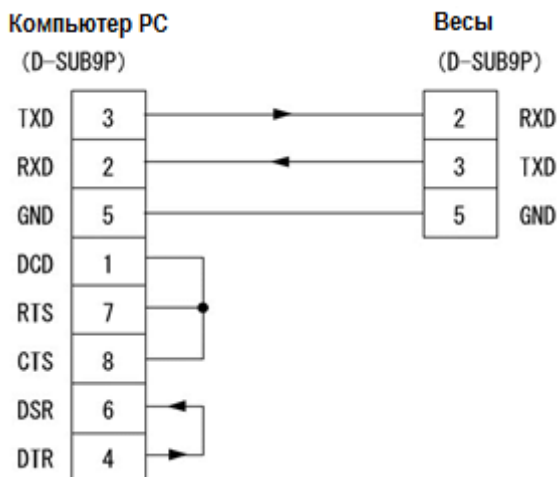 Компьютер PC Весы
(D-SUB9P) (D-SUB9P)
TXD 3 2 RXD
RXD 2 3 TXD
GND 5 5 GND
DCD 1
RTS 7
CTS 8
DSR 6
DTR 4